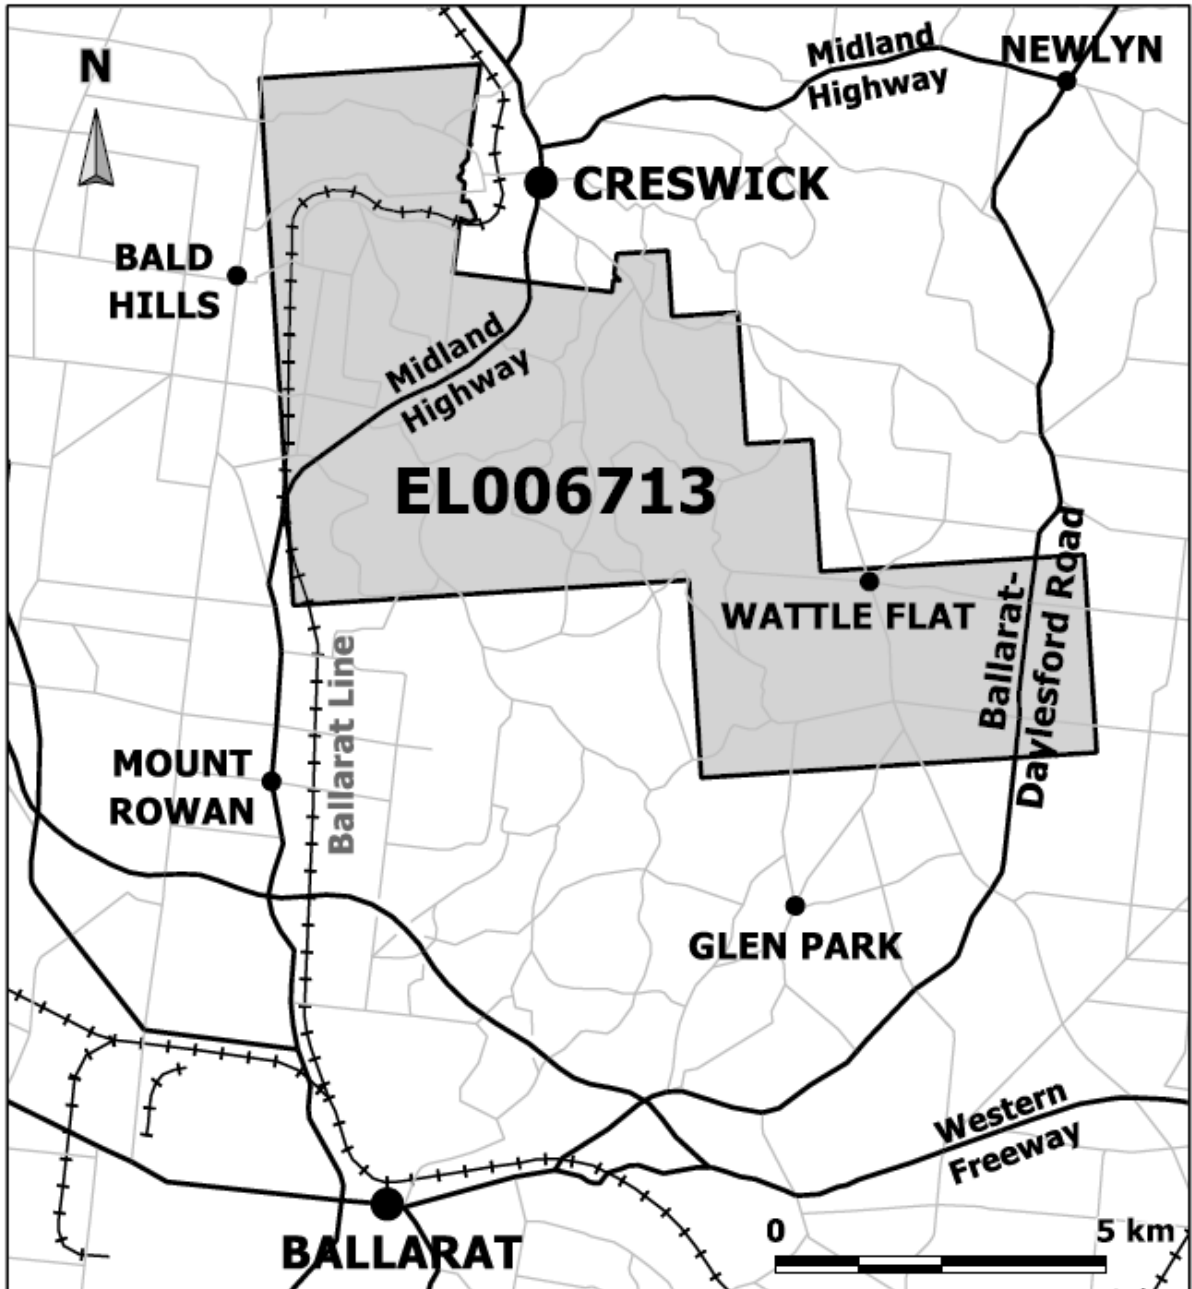 N
Midland
Highway
NEWLYN
CRESWICK
BALD
HILLS
Midland
Highway
EL006713
WATTLE FLAT
Ballarat-
Daylesford Road
Ballarat Line
MOUNT
ROWAN
GLEN PARK
Western
Freeway
BALLARAT
0 5 km